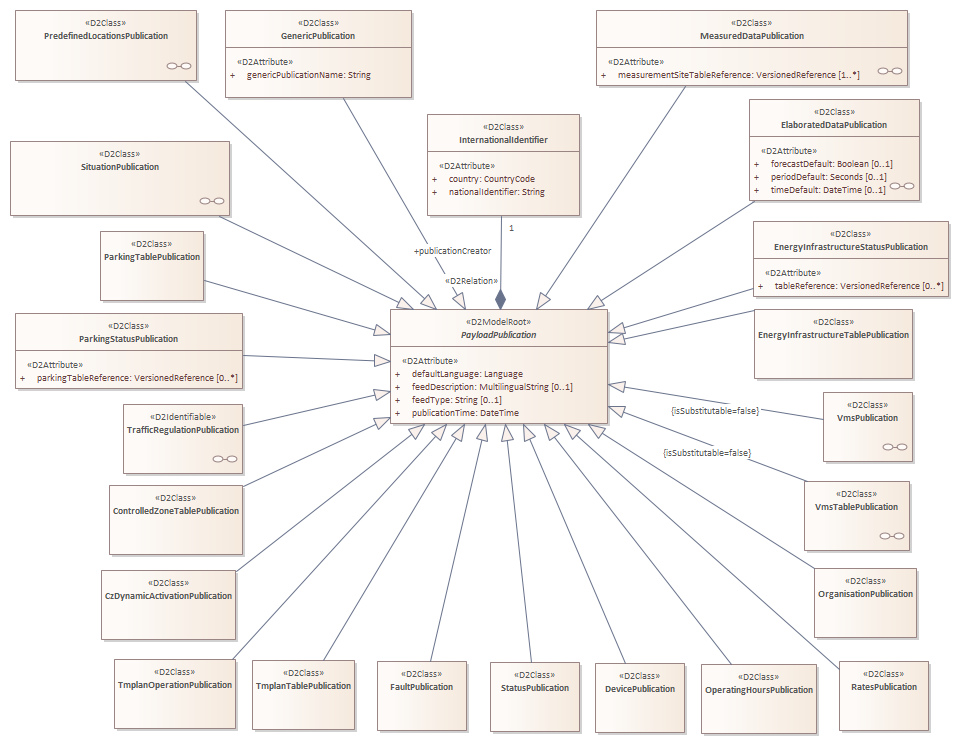 «D2Class»
PredefinedLocationsPublication
«D2Class»
GenericPublication
«D2Attribute»
+ genericPublicationName: String
«D2Class»
MeasuredDataPublication
«D2Attribute»
+ measurementSiteTableReference: VersionedReference [1..*]
«D2Class»
InternationalIdentifier
«D2Attribute»
+ country: CountryCode
+ nationalIdentifier: String
«D2Class»
ElaboratedDataPublication
«D2Attribute»
+ forecastDefault: Boolean [0..1]
+ periodDefault: Seconds [0..1]
+ timeDefault: DateTime [0..1]
«D2Class»
SituationPublication
«D2Class»
ParkingTablePublication
1
+publicationCreator
«D2Relation»
«D2Class»
EnergyInfrastructureStatusPublication
«D2Attribute»
+ tableReference: VersionedReference [0..*]
«D2Class»
ParkingStatusPublication
«D2Attribute»
+ parkingTableReference: VersionedReference [0..*]
«D2ModelRoot»
PayloadPublication
«D2Attribute»
+ defaultLanguage: Language
+ feedDescription: MultilingualString [0..1]
+ feedType: String [0..1]
+ publicationTime: DateTime
«D2Class»
EnergyInfrastructureTablePublication
«D2Identifiable»
TrafficRegulationPublication
{isSubstitutable=false}
«D2Class»
VmsPublication
{isSubstitutable=false}
«D2Class»
ControlledZoneTablePublication
«D2Class»
VmsTablePublication
«D2Class»
CzDynamicActivationPublication
«D2Class»
OrganisationPublication
«D2Class»
TmplanOperationPublication
«D2Class»
TmplanTablePublication
«D2Class»
FaultPublication
«D2Class»
StatusPublication
«D2Class»
DevicePublication
«D2Class»
OperatingHoursPublication
«D2Class»
RatesPublication